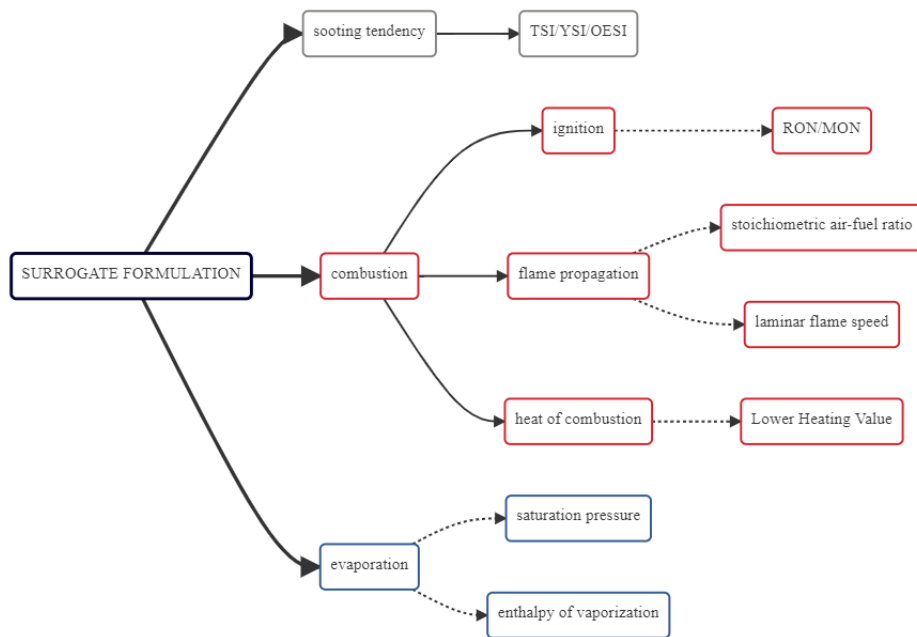 sooting tendency
TSI/YSI/OESI
ignition
RON/MON
stoichiometric air-fuel ratio
SURROGATE FORMULATION
combustion
flame propagation
laminar flame speed
heat of combustion
Lower Heating Value
saturation pressure
evaporation
enthalpy of vaporization